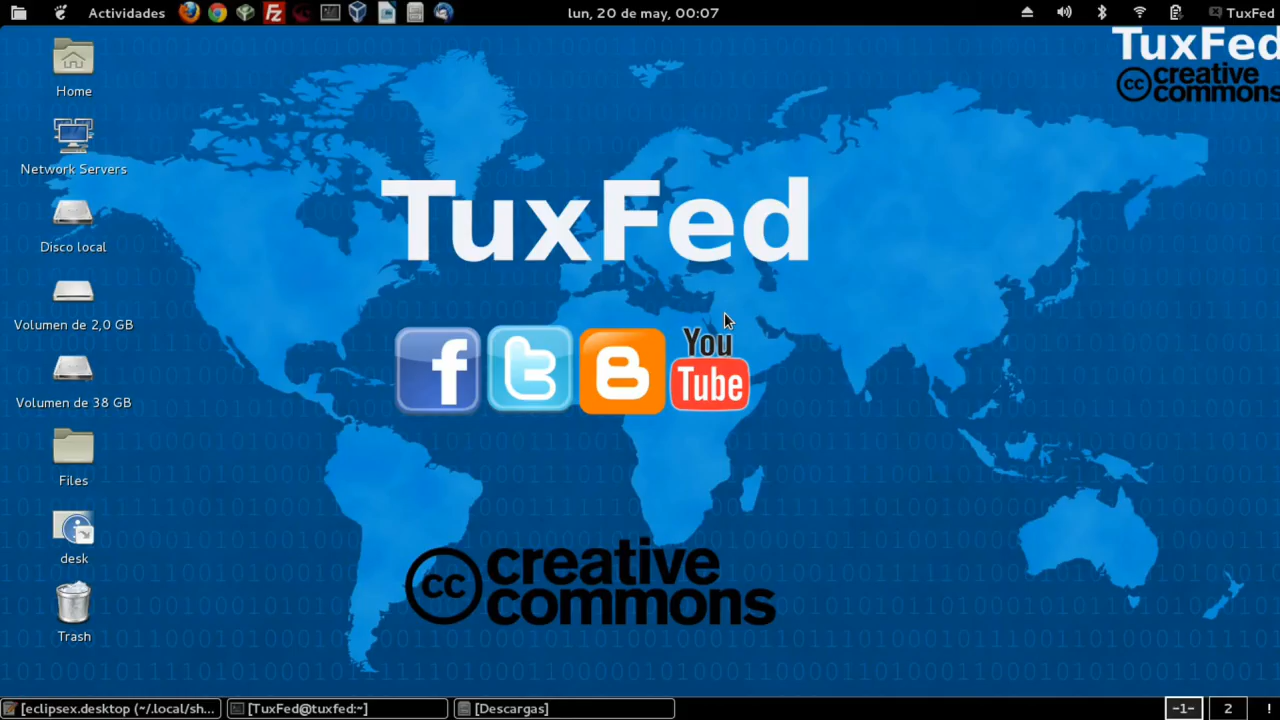 Actividades
lun, 20 de may, 00:07
TuxFed
TuxFed
creative
commons
Home
Network Servers
Disco local
Volumen de 2,0 GB
Volumen de 38 GB
Files
desk
Trash
TuxFed
You
Tube
cc creative
commons
[eclipsex.desktop (~/.local/sh...
[TuxFed@tuxfed:~]
[Descargas]
-1-
2
!